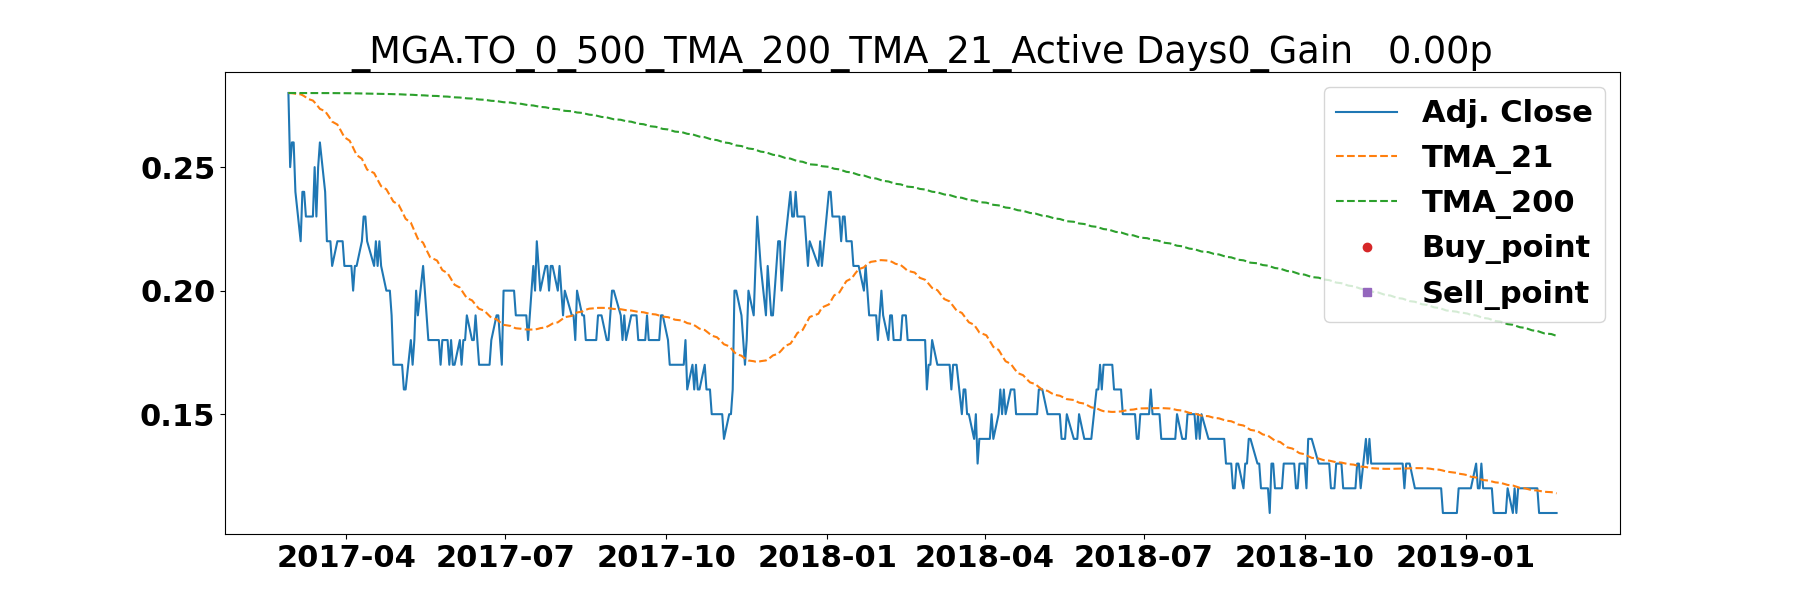 _MGA.TO_0_500_TMA_200_TMA_21_Active Days0_Gain   0.00p
Adj. Close
TMA_21
TMA_200
Buy_point
Sell_point
0.25
0.20
0.15
2017-04 2017-07 2017-10 2018-01 2018-04 2018-07 2018-10 2019-01